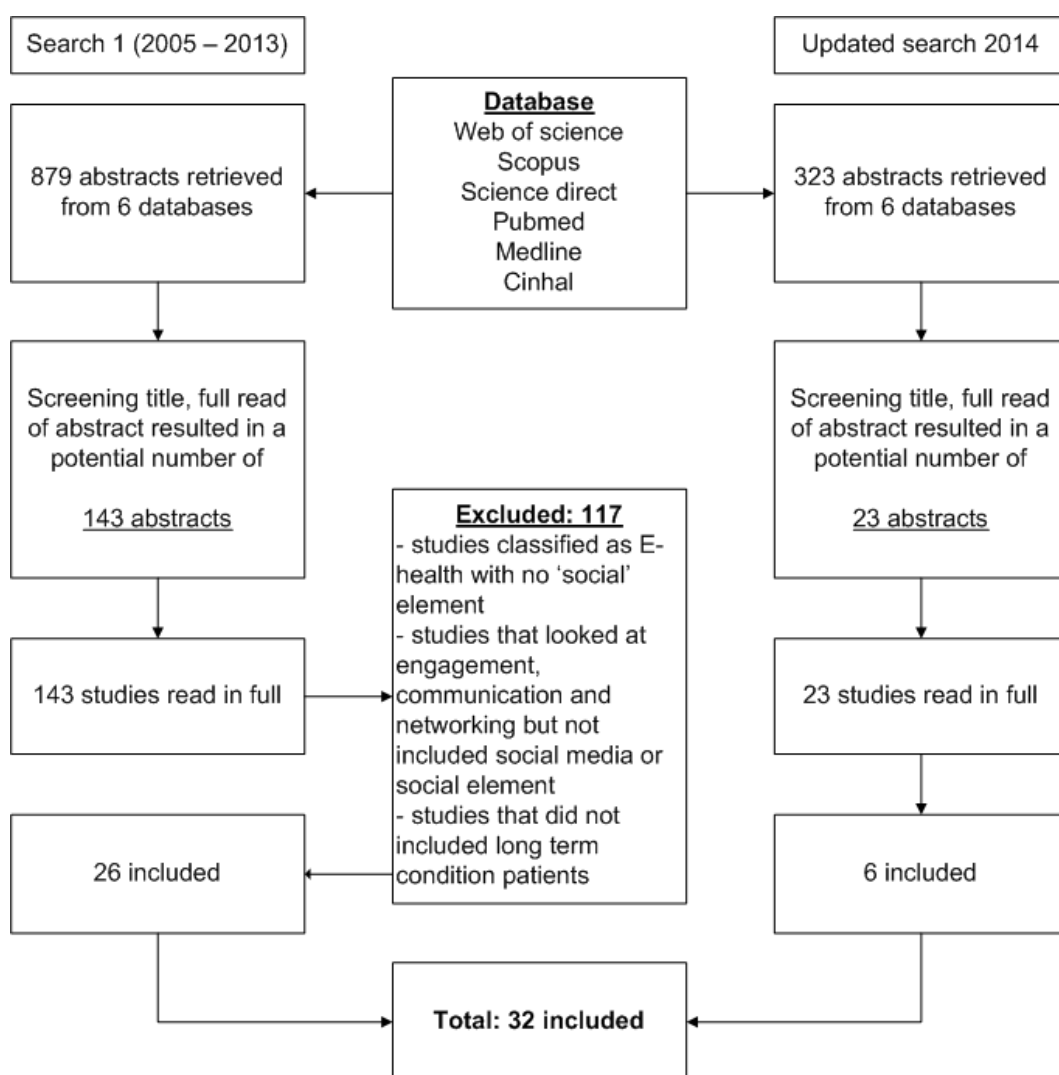 Search 1 (2005 – 2013)
Updated search 2014
Database
Web of science
Scopus
Science direct
Pubmed
Medline
Cinhal
879 abstracts retrieved
from 6 databases
323 abstracts retrieved
from 6 databases
Screening title, full read
of abstract resulted in a
potential number of
143 abstracts
Screening title, full read
of abstract resulted in a
potential number of
23 abstracts
Excluded: 117
- studies classified as E-
health with no ‘social’
element
- studies that looked at
engagement,
communication and
networking but not
included social media or
social element
- studies that did not
included long term
condition patients
143 studies read in full
23 studies read in full
26 included
6 included
Total: 32 included